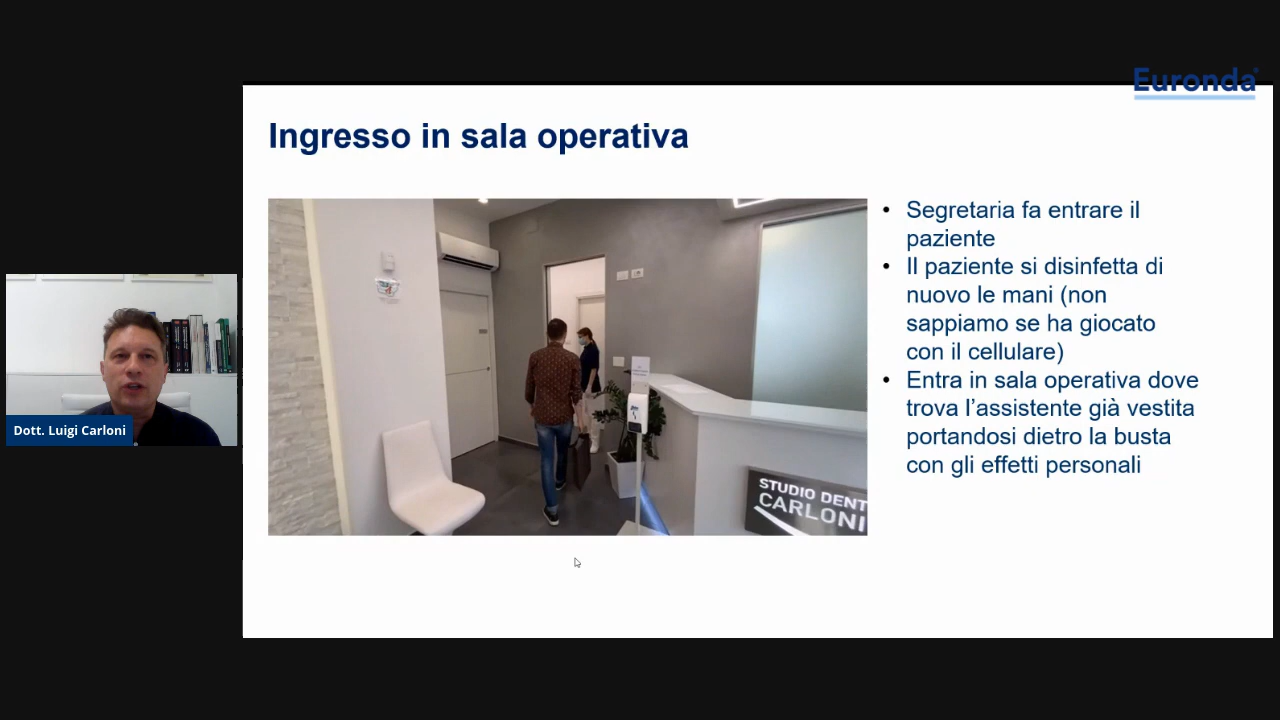 Euronda
Ingresso in sala operativa
• Segretaria fa entrare il
paziente
• Il paziente si disinfetta di
nuovo le mani (non
sappiamo se ha giocato
con il cellulare)
• Entra in sala operativa dove
trova l’assistente già vestita
portandosi dietro la busta
con gli effetti personali
STUDIO DENT
CARLONI
Dott. Luigi Carloni